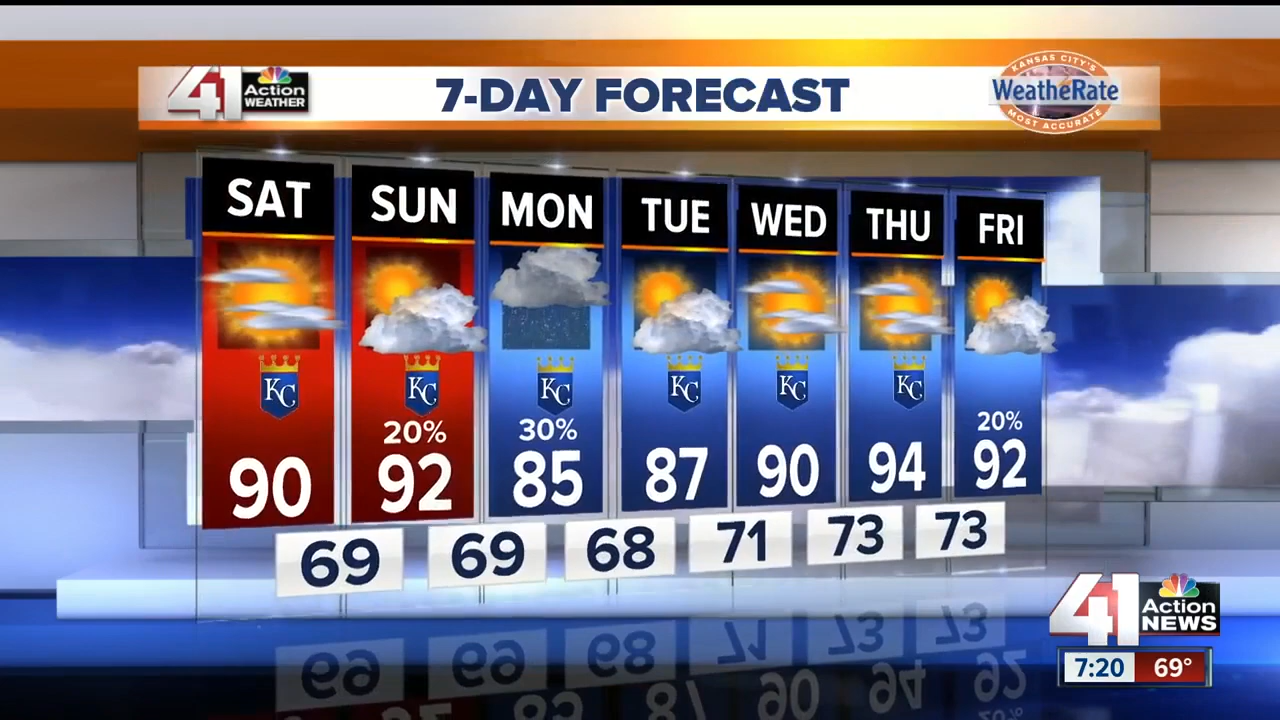 41 Action
WEATHER
7-DAY FORECAST
KANSAS CITY'S
WeatheRate
MOST ACCURATE
SAT SUN MON TUE WED THU FRI
KC KC KC KC KC KC
20% 30% 20%
90 92 85 87 90 94 92
69 69 68 71 73 73
41 Action
NEWS
7:20 69°